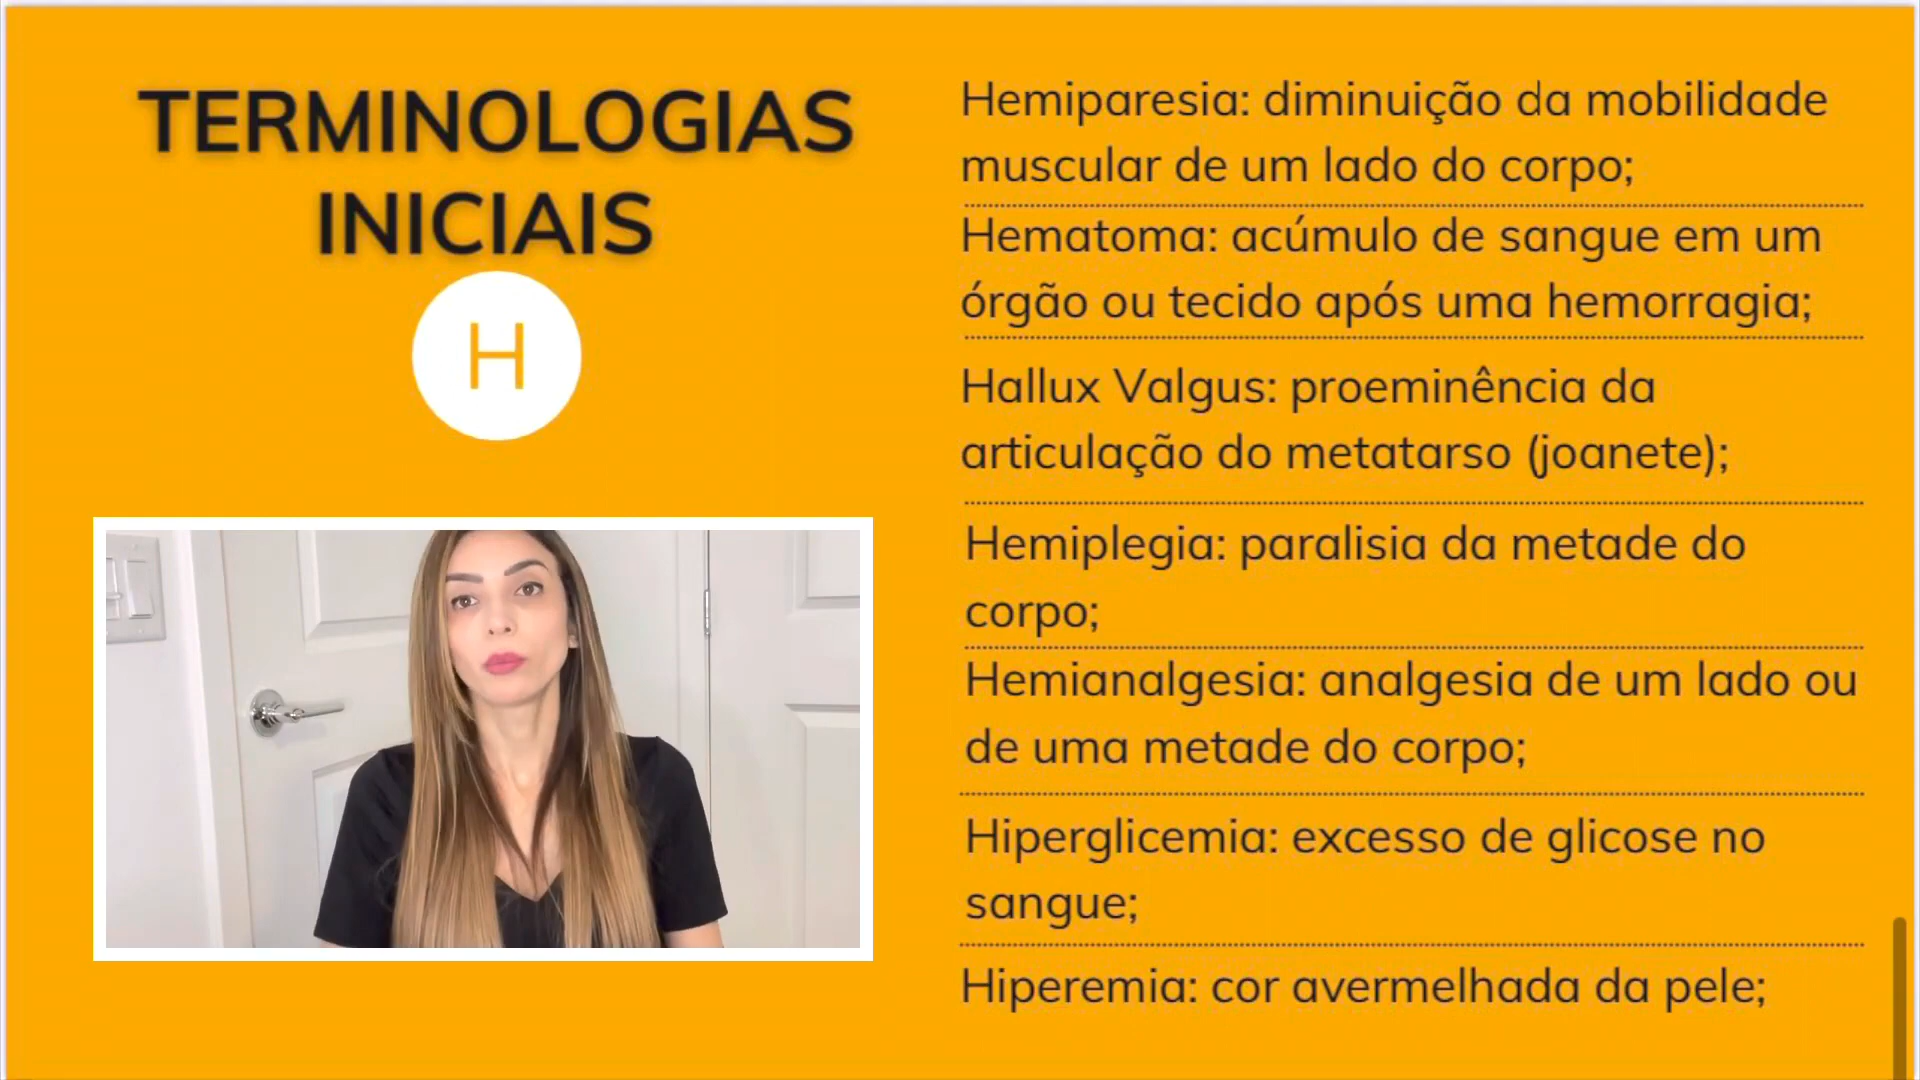 TERMINOLOGIAS
INICIAIS
H
Hemiparesia: diminuição da mobilidade
muscular de um lado do corpo;
Hematoma: acúmulo de sangue em um
órgão ou tecido após uma hemorragia;
Hallux Valgus: proeminência da
articulação do metatarso (joanete);
Hemiplegia: paralisia da metade do
corpo;
Hemianalgesia: analgesia de um lado ou
de uma metade do corpo;
Hiperglicemia: excesso de glicose no
sangue;
Hiperemia: cor avermelhada da pele;